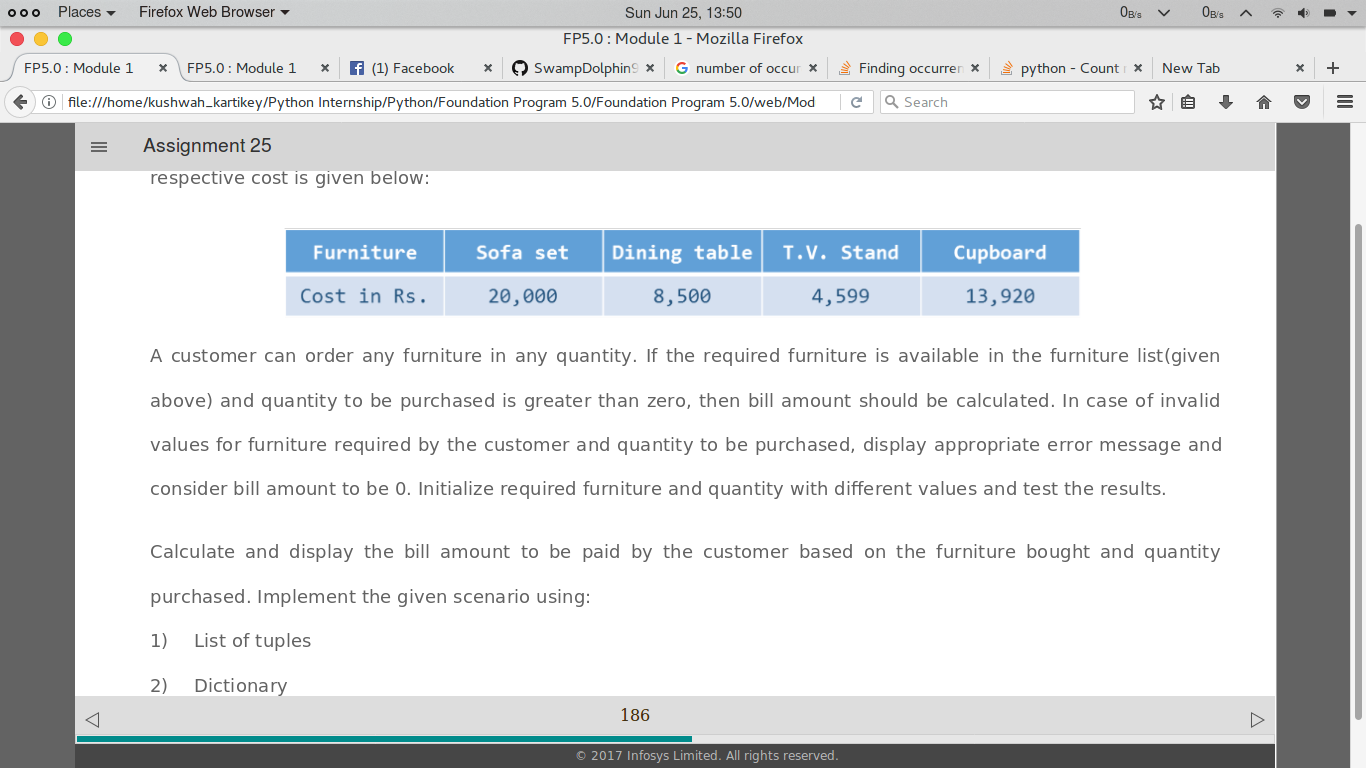 Places Firefox Web Browser Sun Jun 25, 13:50 0B/s 0B/s
FP5.0 : Module 1 - Mozilla Firefox
FP5.0 : Module 1 FP5.0 : Module 1 (1) Facebook SwampDolphin9 number of occur Finding occurren python - Count New Tab
file:///home/kushwah_kartikey/Python Internship/Python/Foundation Program 5.0/Foundation Program 5.0/web/Mod Search
Assignment 25
respective cost is given below:
Furniture Sofa set Dining table T.V. Stand Cupboard
Cost in Rs. 20,000 8,500 4,599 13,920
A customer can order any furniture in any quantity. If the required furniture is available in the furniture list(given
above) and quantity to be purchased is greater than zero, then bill amount should be calculated. In case of invalid
values for furniture required by the customer and quantity to be purchased, display appropriate error message and
consider bill amount to be 0. Initialize required furniture and quantity with different values and test the results.
Calculate and display the bill amount to be paid by the customer based on the furniture bought and quantity
purchased. Implement the given scenario using:
1) List of tuples
2) Dictionary
186
© 2017 Infosys Limited. All rights reserved.